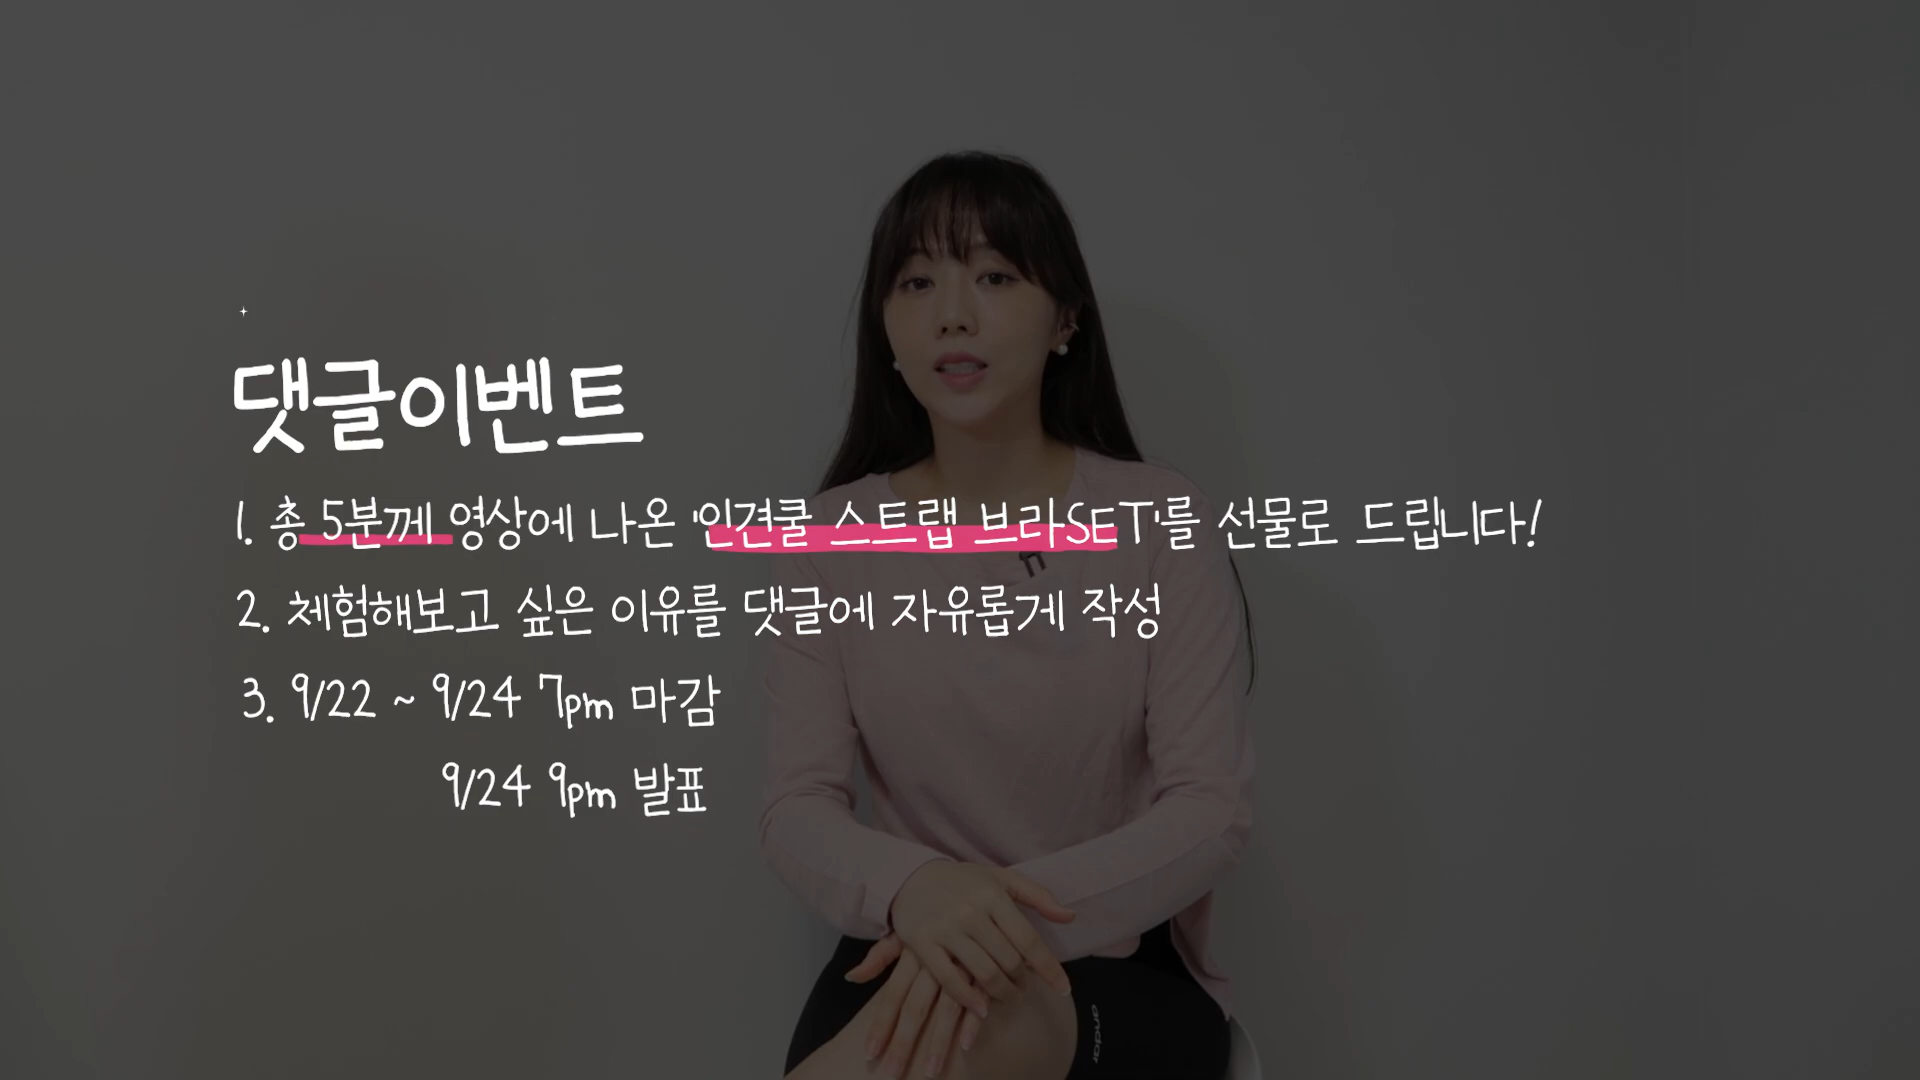 댓글이벤트
1. 총 5분께 영상에 나온 '인견쿨 스트랩 브라SET'를 선물로 드립니다!
2. 체험해보고 싶은 이유를 댓글에 자유롭게 작성
3. 9/22 ~ 9/24 7pm 마감
9/24 9pm 발표
andar